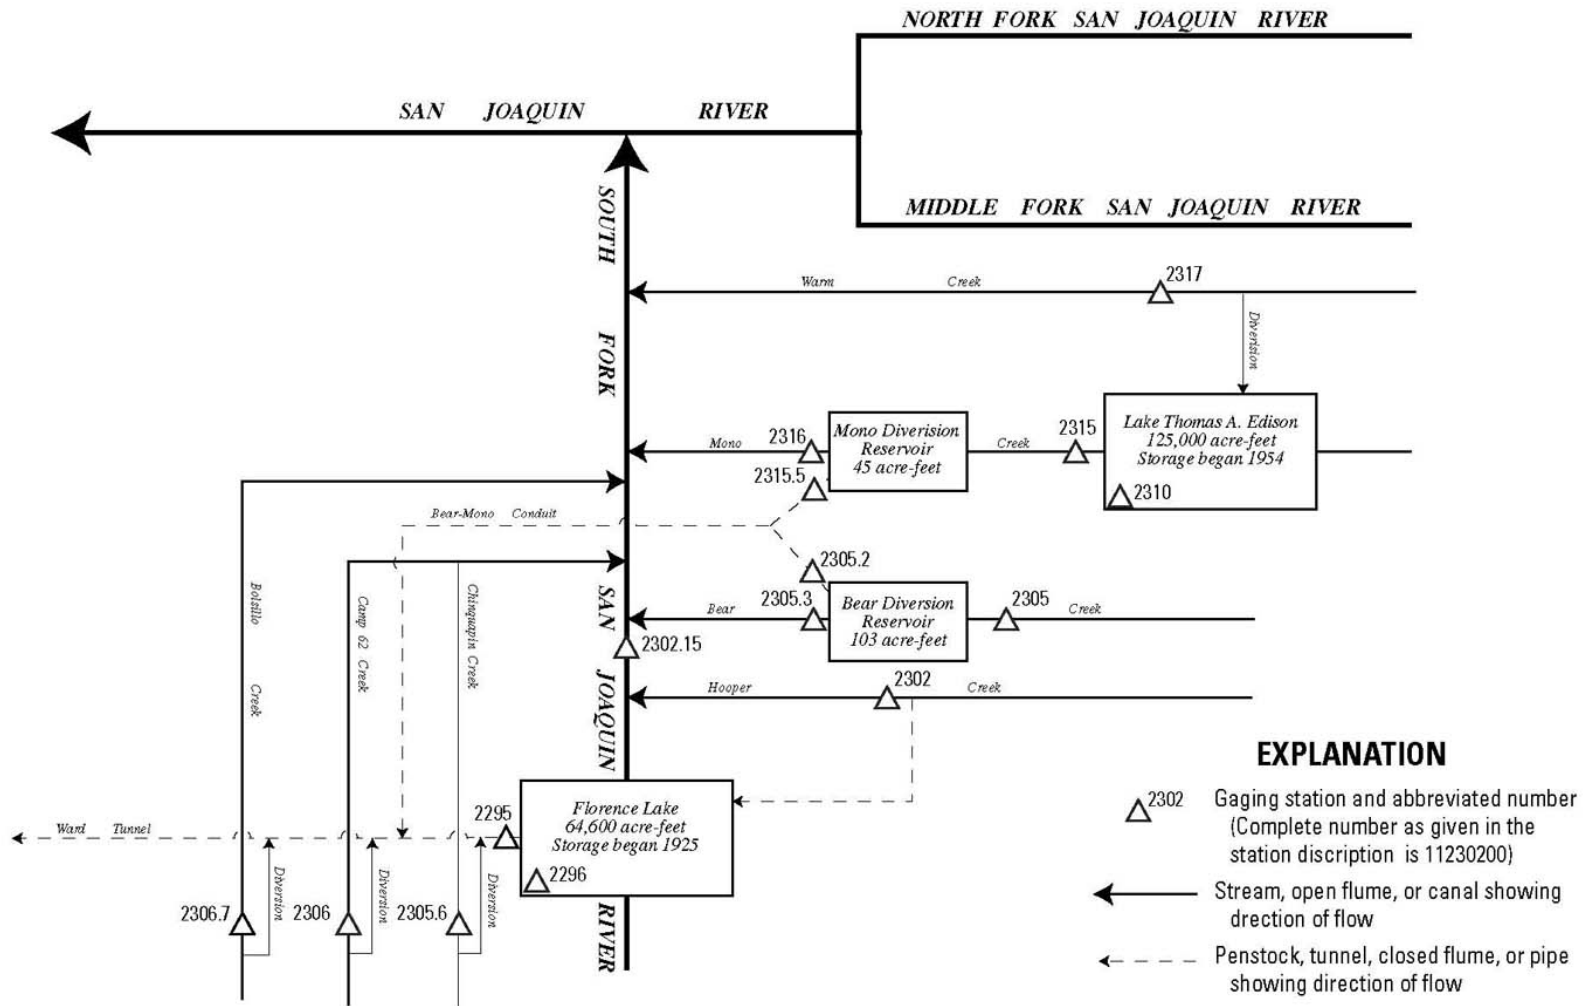 NORTH FORK SAN JOAQUIN RIVER
SAN JOAQUIN RIVER
MIDDLE FORK SAN JOAQUIN RIVER
SOUTH FORK SAN JOAQUIN RIVER
Warm Creek
2317
Diverision
Mono
2316
Mono Diverision
Reservoir
45 acre-feet
Creek
2315
Lake Thomas A. Edison
125,000 acre-feet
Storage began 1954
2310
2315.5
Bear-Mono Conduit
2305.2
Bear
2305.3
Bear Diversion
Reservoir
103 acre-feet
2305
Creek
2302.15
Hooper
2302
Creek
Bolsillo Creek
Camp 62 Creek
Chinquapin Creek
Ward Tunnel
2295
Florence Lake
64,600 acre-feet
Storage began 1925
2296
2306.7
Diversion
2306
Diversion
2305.6
Diversion
EXPLANATION
2302
Gaging station and abbreviated number
(Complete number as given in the
station discription is 11230200)
Stream, open flume, or canal showing
direction of flow
Penstock, tunnel, closed flume, or pipe
showing direction of flow